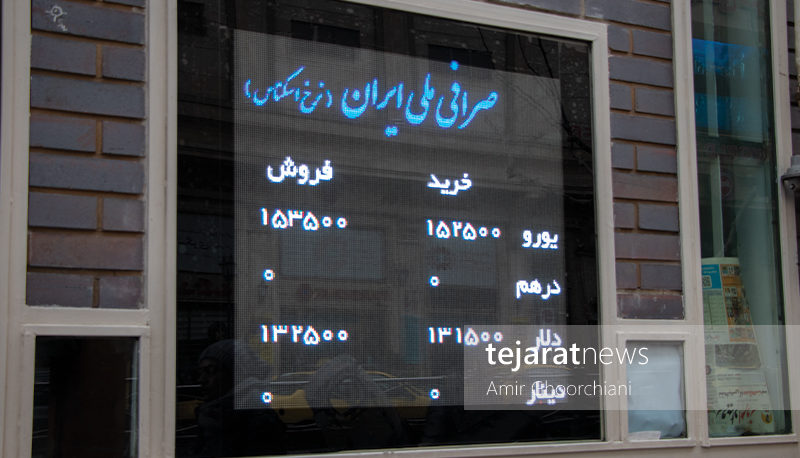 صرافی ملی ایران (نرخ اسکناس)
خرید فروش
یورو ۱۵۲۵۰۰ ۱۵۳۵۰۰
درهم ۰ ۰
دلار ۱۳۱۵۰۰ ۱۳۲۵۰۰
دینار ۰ ۰
tejaratnews
Amir Ghoorchiani